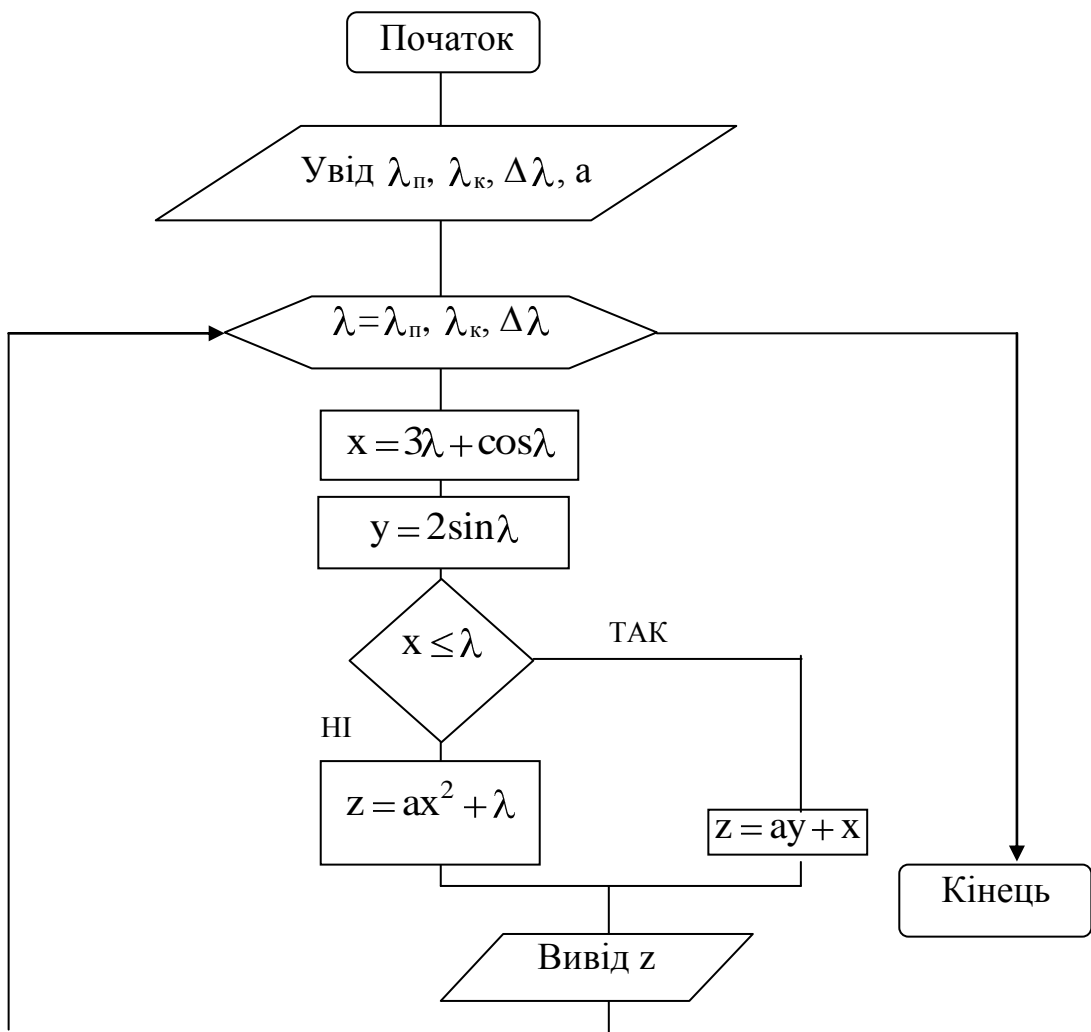 Початок
Увід λп, λк, Δλ, а
λ=λп, λк, Δλ
x = 3λ + cosλ
y = 2sinλ
x ≤ λ
ТАК
НІ
z = ax² + λ
z = ay + x
Кінець
Вивід z